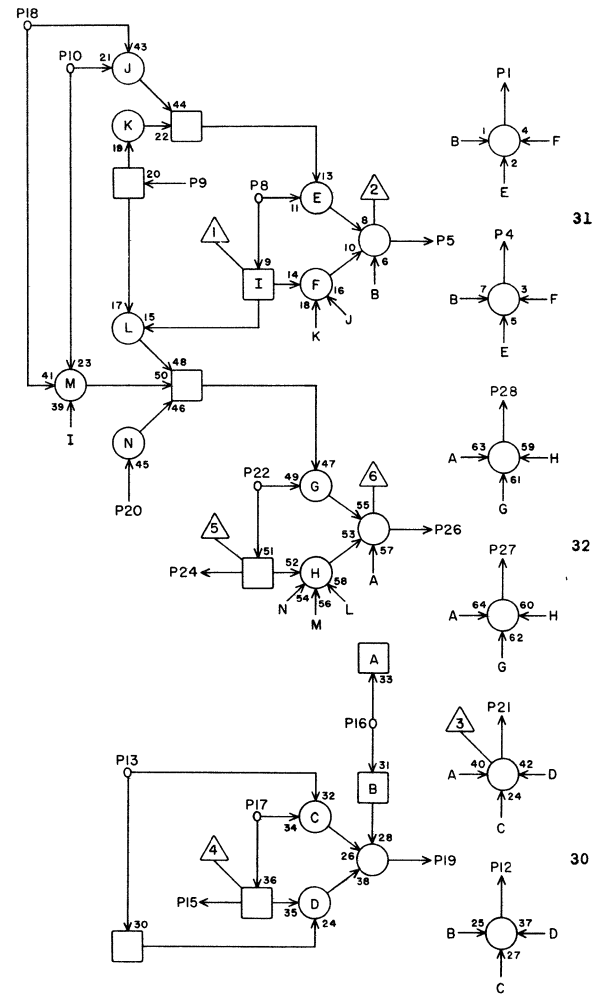 P18
43
P10 21 J
44
K 22
19
P1
1 4
B F
2
E
20
P9
31
13
P8 E 2
11 8
P4
1
9 10 P5
I 14 F 6
16
18 B
J
K
7 3
B F
5
E
17 15
L
48
23 50
41 M
46
39
I
N
45
P20
P28
63 59
A H
61
G
47
P22 49 G 6
55
5
53 P26
51 52 57
P24 H 58 A
N 54 56 L
M
32
P27
64 60
A H
62
G
A
33
P16
P21
3
40 42
A D
24
C
P13
31
B
32
P17 C
34 28
4
26 P19
36 38
P15 35 D
24
30
30
P12
25 37
B D
27
C